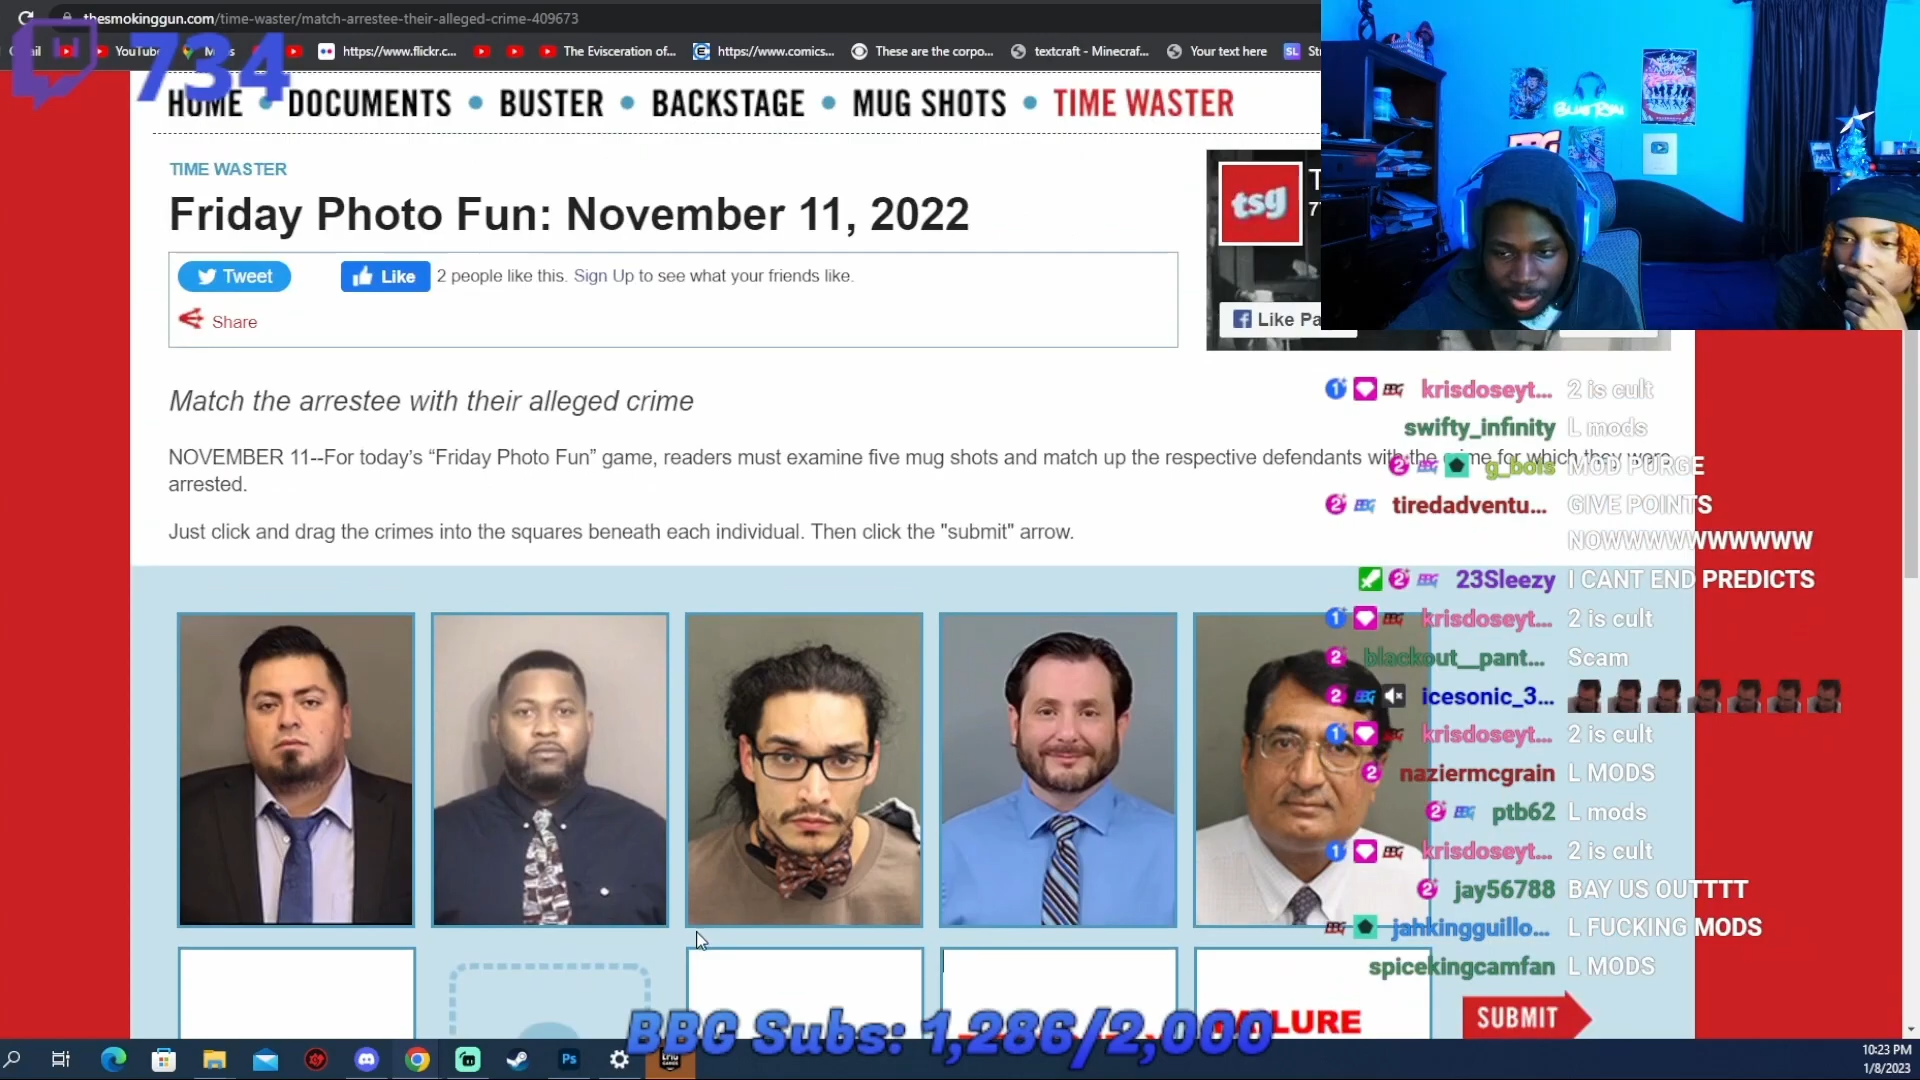 thesmokinggun.com/time-waster/match-arrestee-their-alleged-crime-409673
734
YouTube
https://www.flickr.c...
The Evisceration of...
https://www.comics...
These are the corpo...
textcraft - Minecraf...
Your text here
SL
HOME • DOCUMENTS • BUSTER • BACKSTAGE • MUG SHOTS • TIME WASTER
TIME WASTER
Friday Photo Fun: November 11, 2022
Tweet
Like
2 people like this. Sign Up to see what your friends like.
Share
tsg
Like Pa
Match the arrestee with their alleged crime
NOVEMBER 11--For today's “Friday Photo Fun” game, readers must examine five mug shots and match up the respective defendants with the crime for which they were
arrested.
Just click and drag the crimes into the squares beneath each individual. Then click the "submit" arrow.
krisdoseyt... 2 is cult
swifty_infinity L mods
g_bois MOD PURGE
tiredadventu... GIVE POINTS
NOWWWWWWWWWW
23Sleezy I CANT END PREDICTS
krisdoseyt... 2 is cult
blackout__pant... Scam
icesonic_3...
krisdoseyt... 2 is cult
naziermcgrain L MODS
ptb62 L mods
krisdoseyt... 2 is cult
jay56788 BAY US OUTTTT
jahkingguillo... L FUCKING MODS
spicekingcamfan L MODS
SUBMIT
BBG Subs: 1,286/2,000
Ps
10:23 PM
1/8/2023